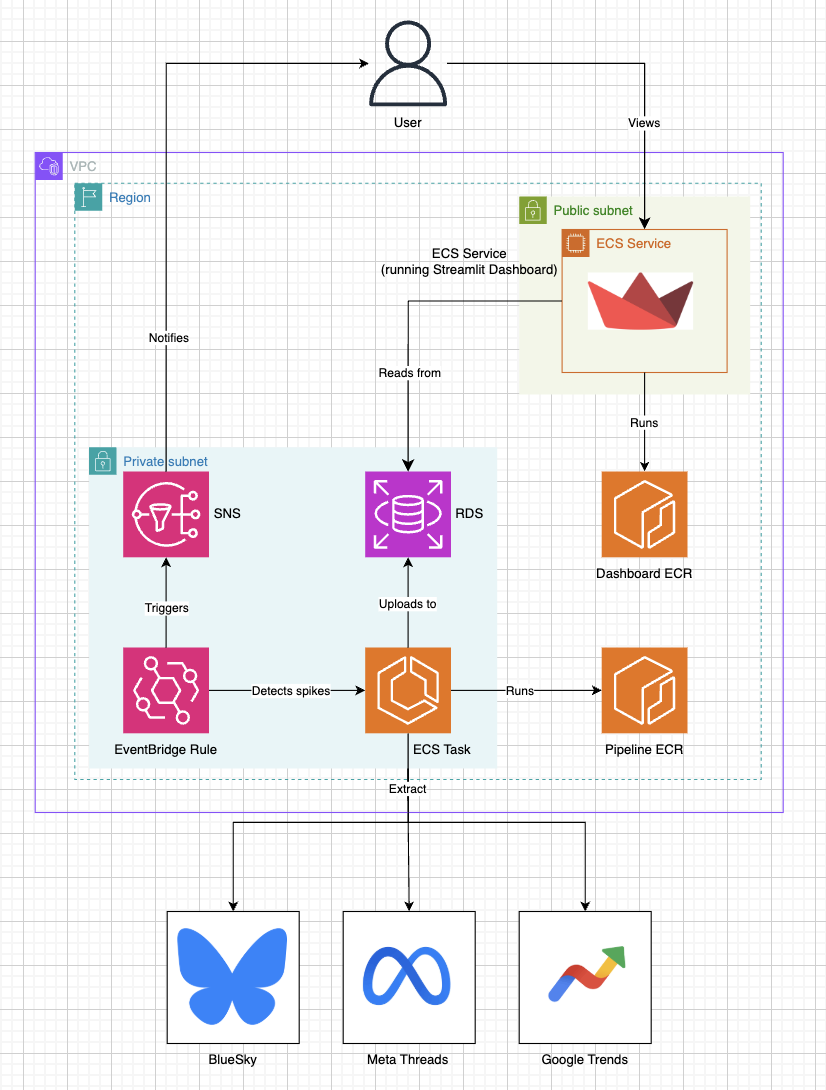 User
Views
VPC
Region
Public subnet
ECS Service
ECS Service
(running Streamlit Dashboard)
Notifies
Reads from
Runs
Private subnet
SNS
RDS
Dashboard ECR
Triggers
Uploads to
Detects spikes
Runs
EventBridge Rule
ECS Task
Pipeline ECR
Extract
BlueSky
Meta Threads
Google Trends